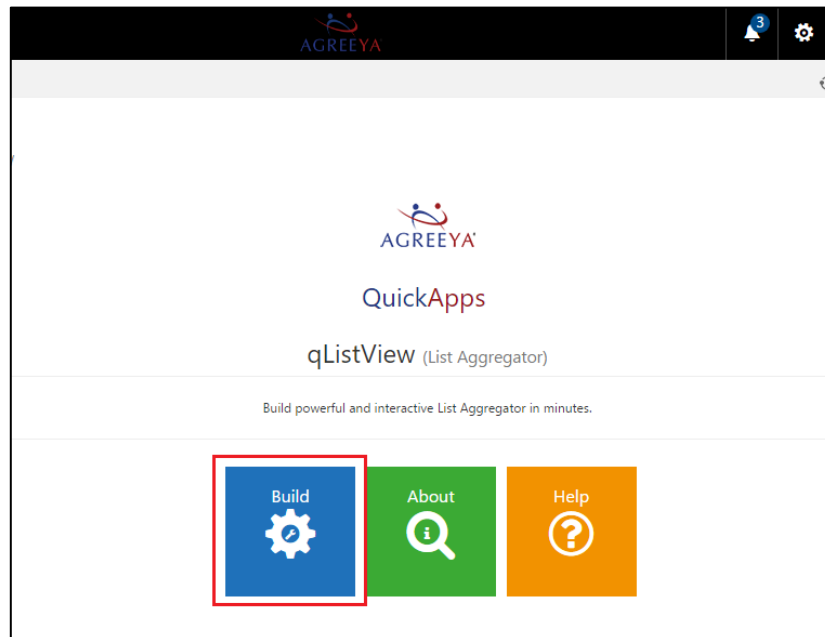 AGREEYA
3
AGREEYA
QuickApps
qListView (List Aggregator)
Build powerful and interactive List Aggregator in minutes.
Build
About
Help